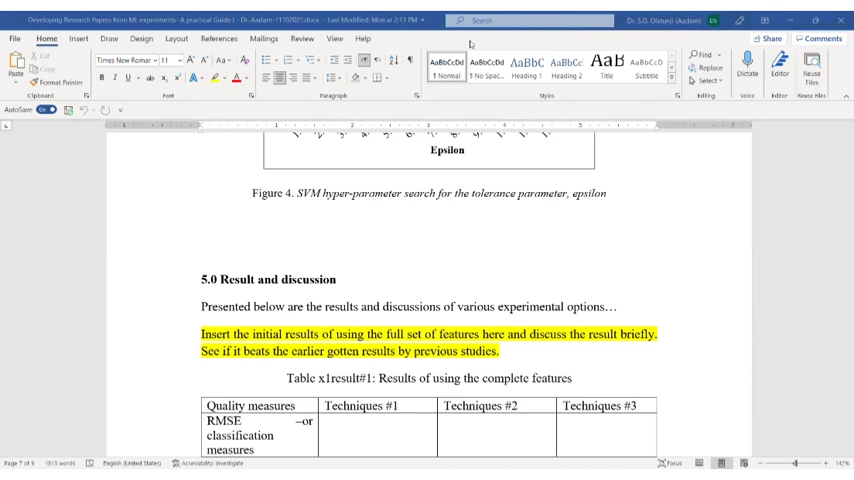 Developing Research Papers from ML experiments- A practical Guide I - Dr. Aadam-11102021.docx - Last Modified: Mon at 2:13 PM
Search
Dr. S.O. Olatunji (Aadam)
File Home Insert Draw Design Layout References Mailings Review View Help
Share Comments
Paste
Cut
Copy
Format Painter
Clipboard
Times New Roman 11
Font
Paragraph
AaBbCcDd AaBbCcDd AaBbC AaBbCc AaB AaBbCcD
¶ Normal ¶ No Spac... Heading 1 Heading 2 Title Subtitle
Styles
Find
Replace
Select
Editing
Dictate
Voice
Editor
Editor
Reuse Files
Reuse Files
AutoSave On
Epsilon
Figure 4. SVM hyper-parameter search for the tolerance parameter, epsilon
5.0 Result and discussion
Presented below are the results and discussions of various experimental options…
Insert the initial results of using the full set of features here and discuss the result briefly.
See if it beats the earlier gotten results by previous studies.
Table x1result#1: Results of using the complete features
Quality measures Techniques #1 Techniques #2 Techniques #3
RMSE –or
classification
measures
Page 7 of 9 1813 words English (United States) Accessibility: Investigate
Focus
142%